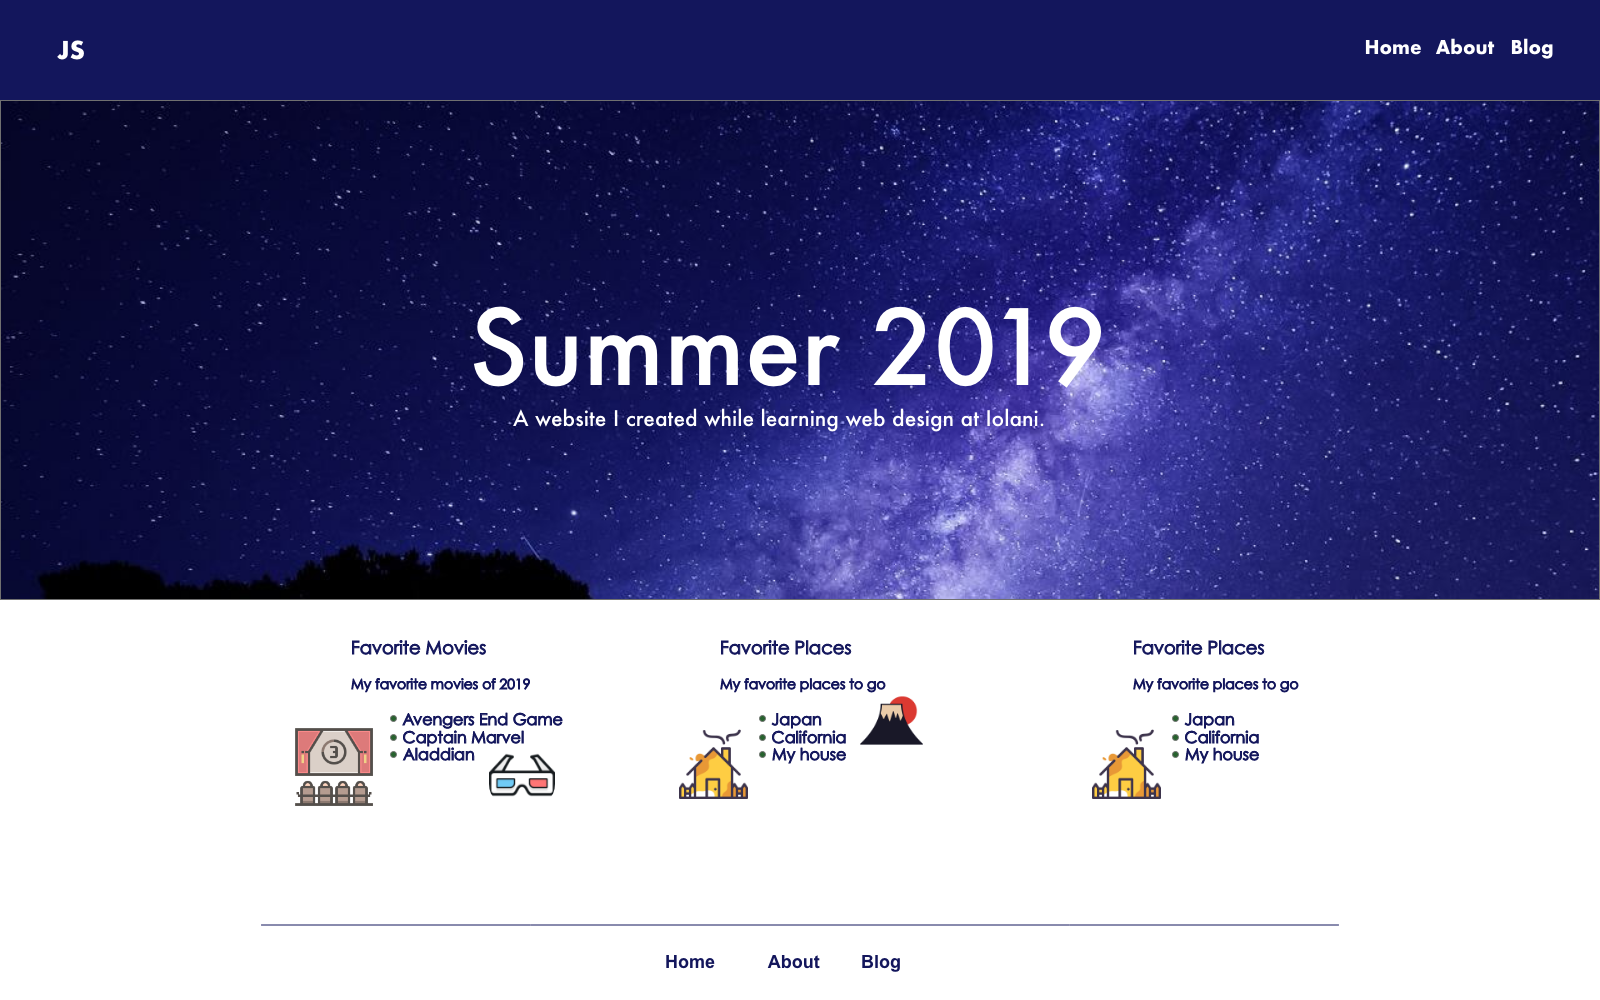 JS
Home About Blog
Summer 2019
A website I created while learning web design at Iolani.
Favorite Movies
My favorite movies of 2019
Avengers End Game
Captain Marvel
Aladdian
3
Favorite Places
My favorite places to go
Japan
California
My house
Favorite Places
My favorite places to go
Japan
California
My house
Home About Blog